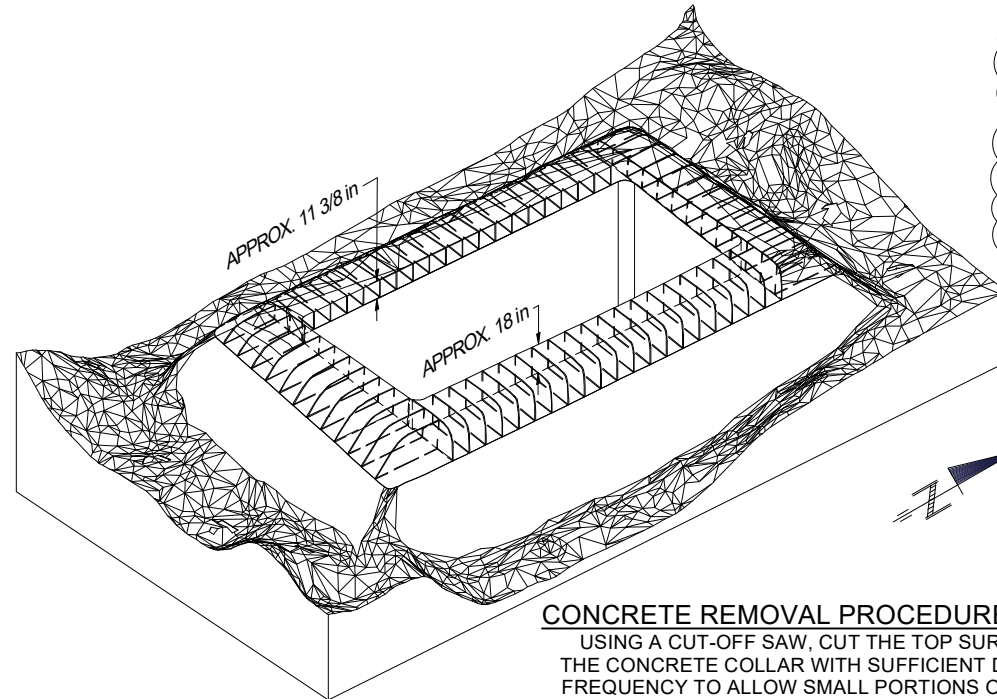 APPROX. 11 3/8 in
APPROX. 18 in
N
CONCRETE REMOVAL PROCEDURE
USING A CUT-OFF SAW, CUT THE TOP SUR
THE CONCRETE COLLAR WITH SUFFICIENT D
FREQUENCY TO ALLOW SMALL PORTIONS O